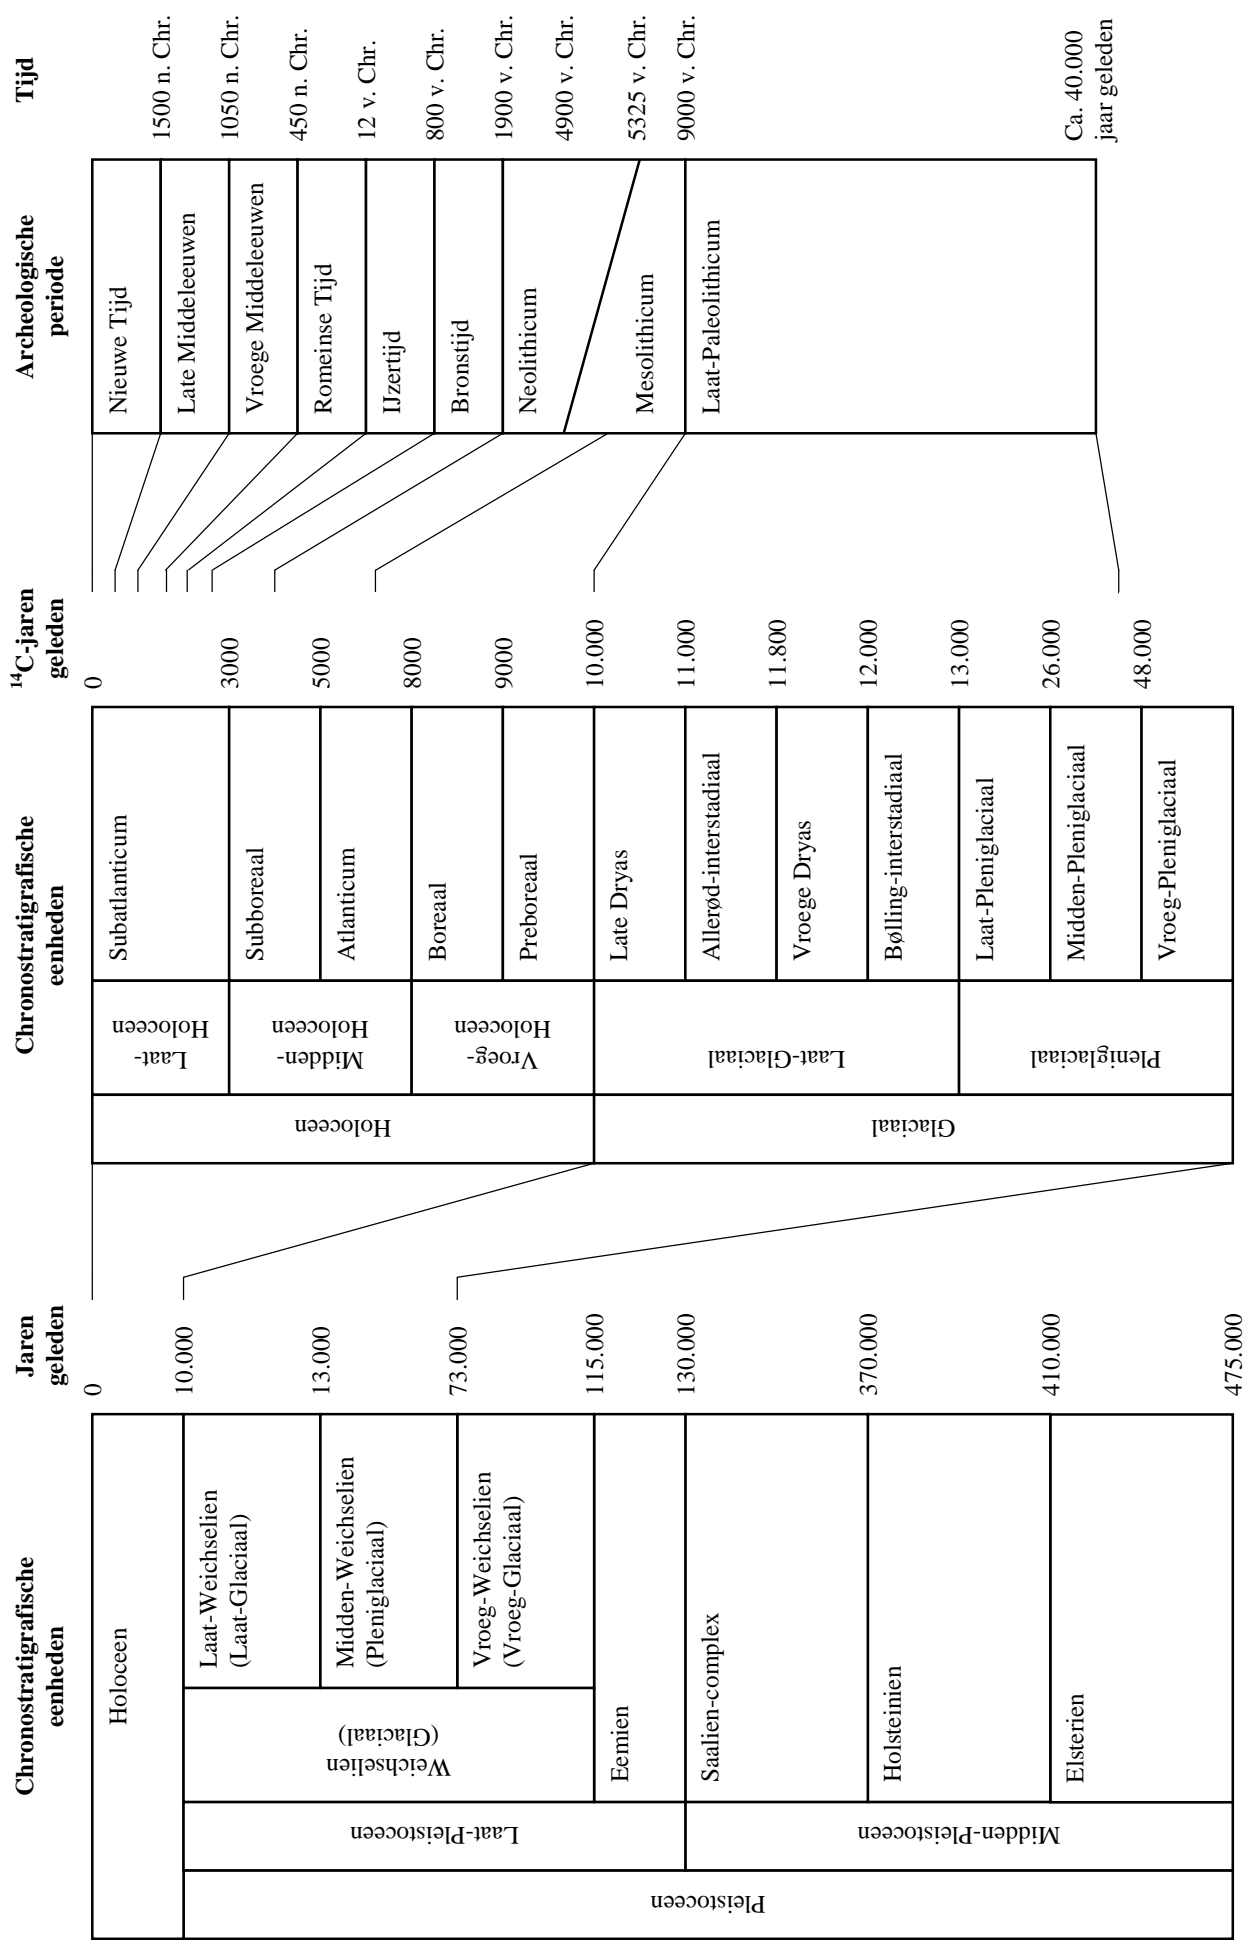 Chronostratigrafische
eenheden
Jaren
geleden
Chronostratigrafische
eenheden
14C-jaren
geleden
Archeologische
periode
Tijd
Pleistoceen
Laat-Pleistoceen
Midden-Pleistoceen
Weichselien
(Glaciaal)
Holoceen
Laat-Weichselien
(Laat-Glaciaal)
Midden-Weichselien
(Pleniglaciaal)
Vroeg-Weichselien
(Vroeg-Glaciaal)
Eemien
Saalien-complex
Holsteinien
Elsterien
0
10.000
13.000
73.000
115.000
130.000
370.000
410.000
475.000
Holoceen
Glaciaal
Laat-
Holoceen
Midden-
Holoceen
Vroeg-
Holoceen
Laat-Glaciaal
Pleniglaciaal
Subatlanticum
Subboreaal
Atlanticum
Boreaal
Preboreaal
Late Dryas
Allerød-interstadiaal
Vroege Dryas
Bølling-interstadiaal
Laat-Pleniglaciaal
Midden-Pleniglaciaal
Vroeg-Pleniglaciaal
0
3000
5000
8000
9000
10.000
11.000
11.800
12.000
13.000
26.000
48.000
Nieuwe Tijd
Late Middeleeuwen
Vroege Middeleeuwen
Romeinse Tijd
IJzertijd
Bronstijd
Neolithicum
Mesolithicum
Laat-Paleolithicum
1500 n. Chr.
1050 n. Chr.
450 n. Chr.
12 v. Chr.
800 v. Chr.
1900 v. Chr.
4900 v. Chr.
5325 v. Chr.
9000 v. Chr.
Ca. 40.000
jaar geleden